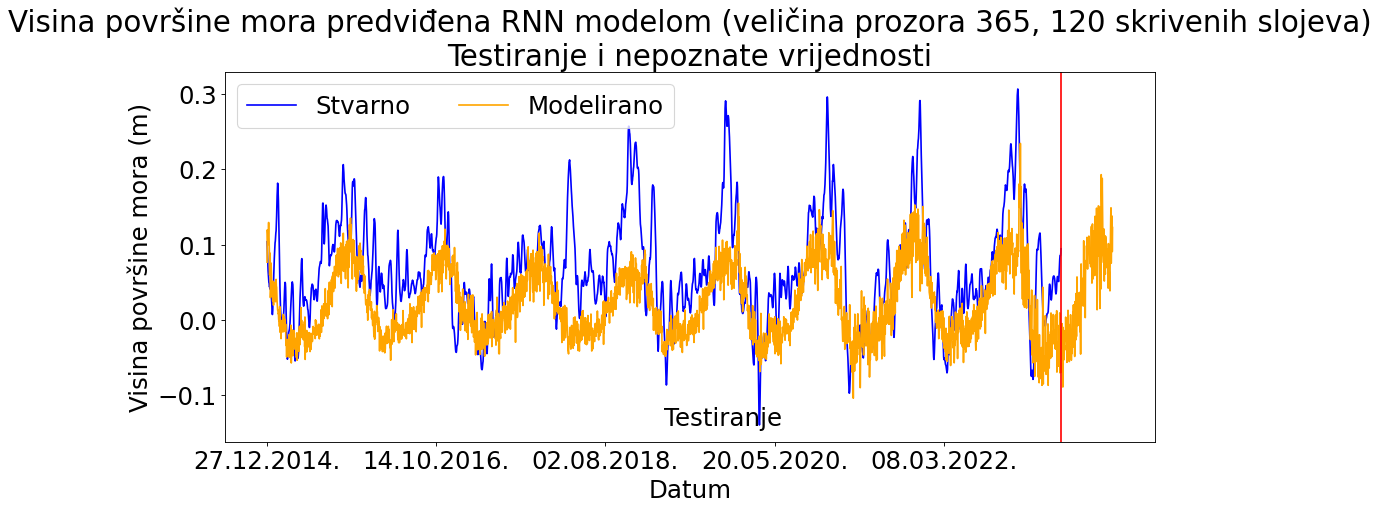 Visina površine mora predviđena RNN modelom (veličina prozora 365, 120 skrivenih slojeva)
Testiranje i nepoznate vrijednosti
Stvarno Modelirano
Visina površine mora (m)
0.3
0.2
0.1
0.0
−0.1
Testiranje
27.12.2014. 14.10.2016. 02.08.2018. 20.05.2020. 08.03.2022.
Datum